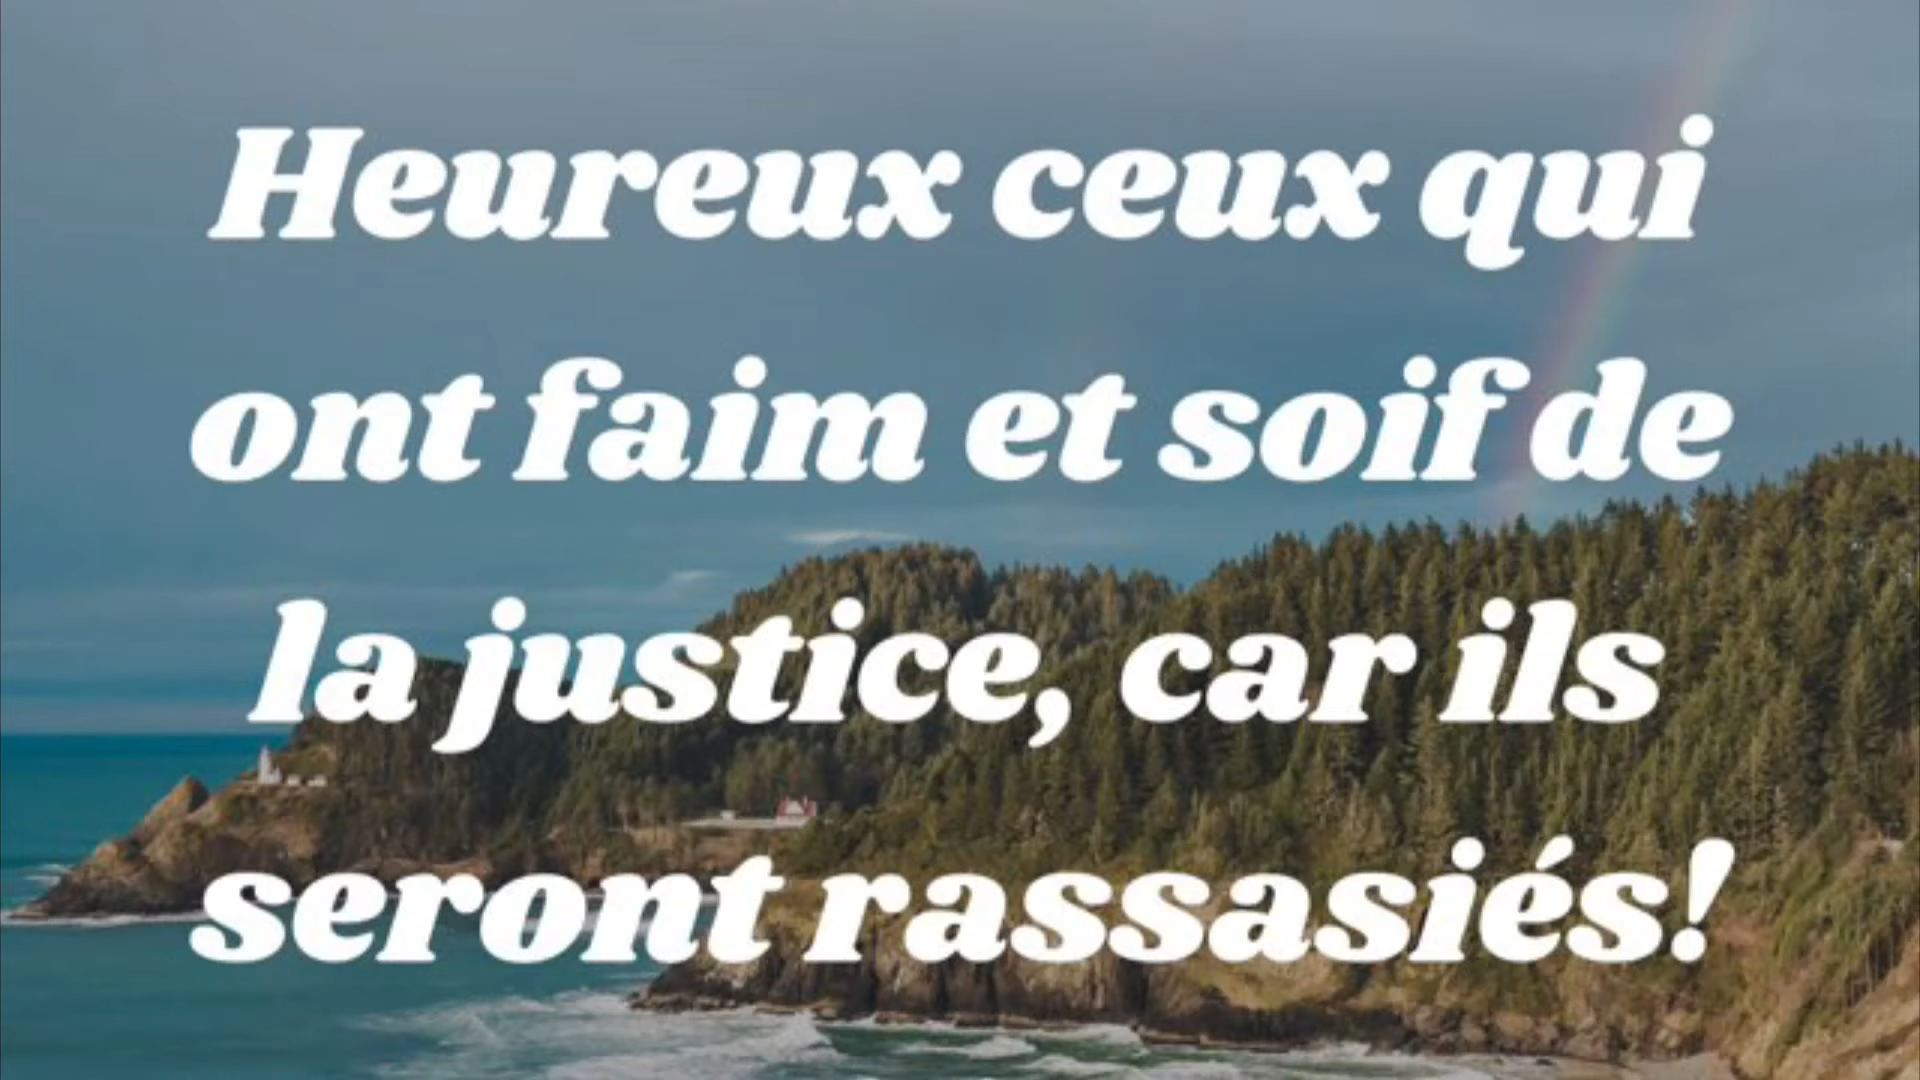 Heureux ceux qui
ont faim et soif de
la justice, car ils
seront rassasiés!